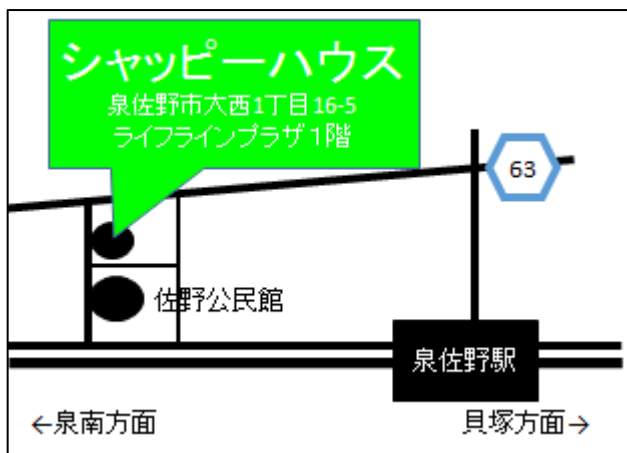 シャッピーハウス
泉佐野市大西1丁目16-5
ライフラインプラザ1階
63
佐野公民館
泉佐野駅
←泉南方面
貝塚方面→